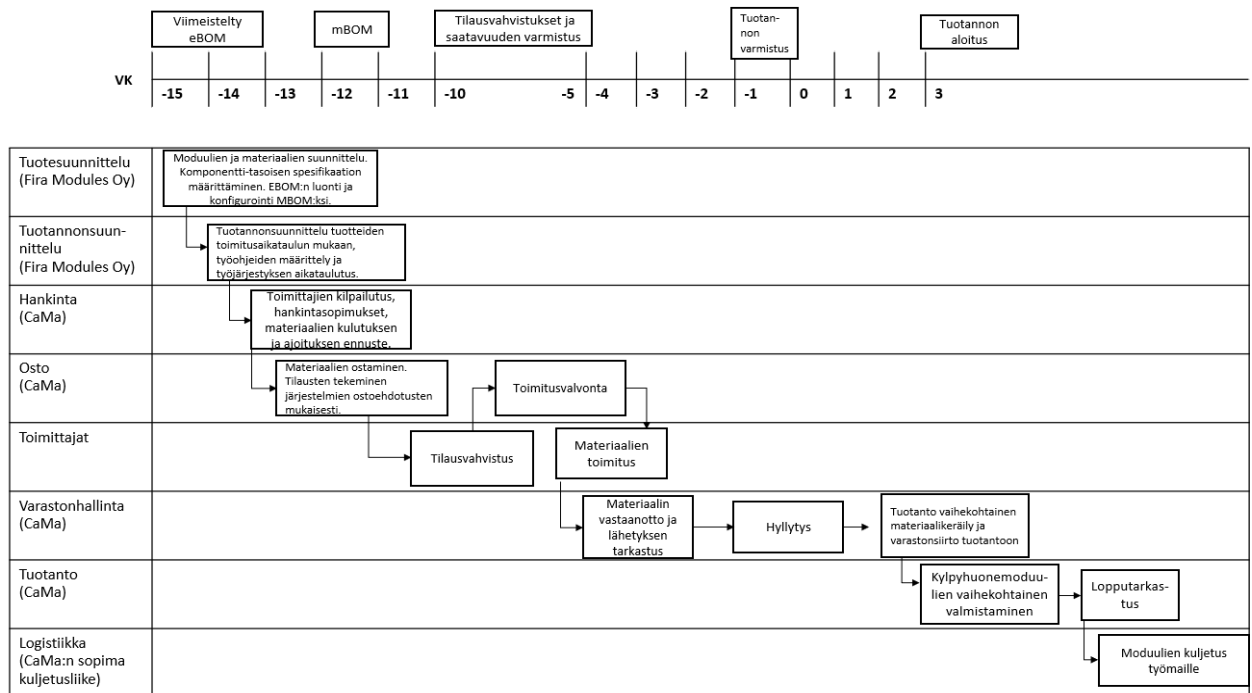 Viimeistelty
eBOM
mBOM
Tilausvahvistukset ja
saatavuuden varmistus
Tuotan-
non
varmistus
Tuotannon
aloitus
VK
-15 -14 -13 -12 -11 -10 -5 -4 -3 -2 -1 0 1 2 3
Tuotesuunnittelu
(Fira Modules Oy)
Moduulien ja materiaalien suunnittelu.
Komponentti-tasoisen spesifikaation
määrittäminen. EBOM:n luonti ja
konfigurointi MBOM:ksi.
Tuotannonsuun-
nittelu
(Fira Modules Oy)
Tuotannonsuunnittelu tuotteiden
toimitusaikataulun mukaan,
työohjeiden määrittely ja
työjärjestyksen aikataulutus.
Hankinta
(CaMa)
Toimittajien kilpailutus,
hankintasopimukset,
materiaalien kulutuksen
ja ajoituksen ennuste.
Osto
(CaMa)
Materiaalien ostaminen.
Tilausten tekeminen
järjestelmien ostoehdotusten
mukaisesti.
Toimitusvalvonta
Toimittajat
Tilausvahvistus
Materiaalien
toimitus
Varastonhallinta
(CaMa)
Materiaalin
vastaanotto ja
lähetyksen
tarkastus
Hyllytys
Tuotanto vaihekohtainen
materiaalikeräily ja
varastonsiirto tuotantoon
Tuotanto
(CaMa)
Kylpyhuonemoduu-
lien vaihekohtainen
valmistaminen
Lopputarkas-
tus
Logistiikka
(CaMa:n sopima
kuljetusliike)
Moduulien kuljetus
työmaille